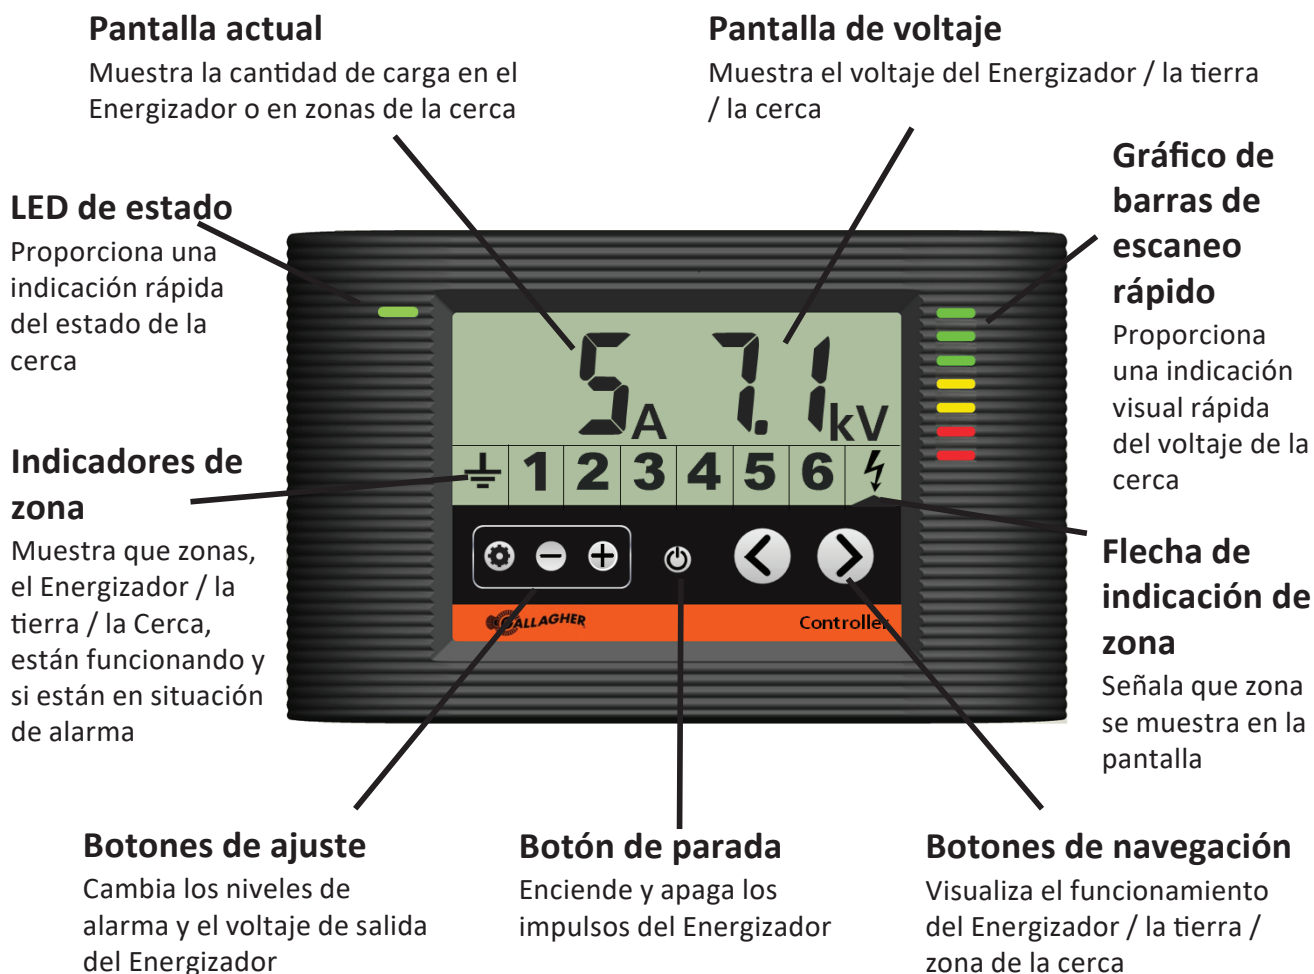 Pantalla actual
Muestra la cantidad de carga en el
Energizador o en zonas de la cerca
Pantalla de voltaje
Muestra el voltaje del Energizador / la tierra
/ la cerca
LED de estado
Proporciona una
indicación rápida
del estado de la
cerca
Gráfico de
barras de
escaneo
rápido
Proporciona
una indicación
visual rápida
del voltaje de la
cerca
5 A 7.1 kV
1 2 3 4 5 6
GALLAGHER
Controller
Indicadores de
zona
Muestra que zonas,
el Energizador / la
tierra / la Cerca,
están funcionando y
si están en situación
de alarma
Flecha de
indicación de
zona
Señala que zona
se muestra en la
pantalla
Botones de ajuste
Cambia los niveles de
alarma y el voltaje de salida
del Energizador
Botón de parada
Enciende y apaga los
impulsos del Energizador
Botones de navegación
Visualiza el funcionamiento
del Energizador / la tierra /
zona de la cerca